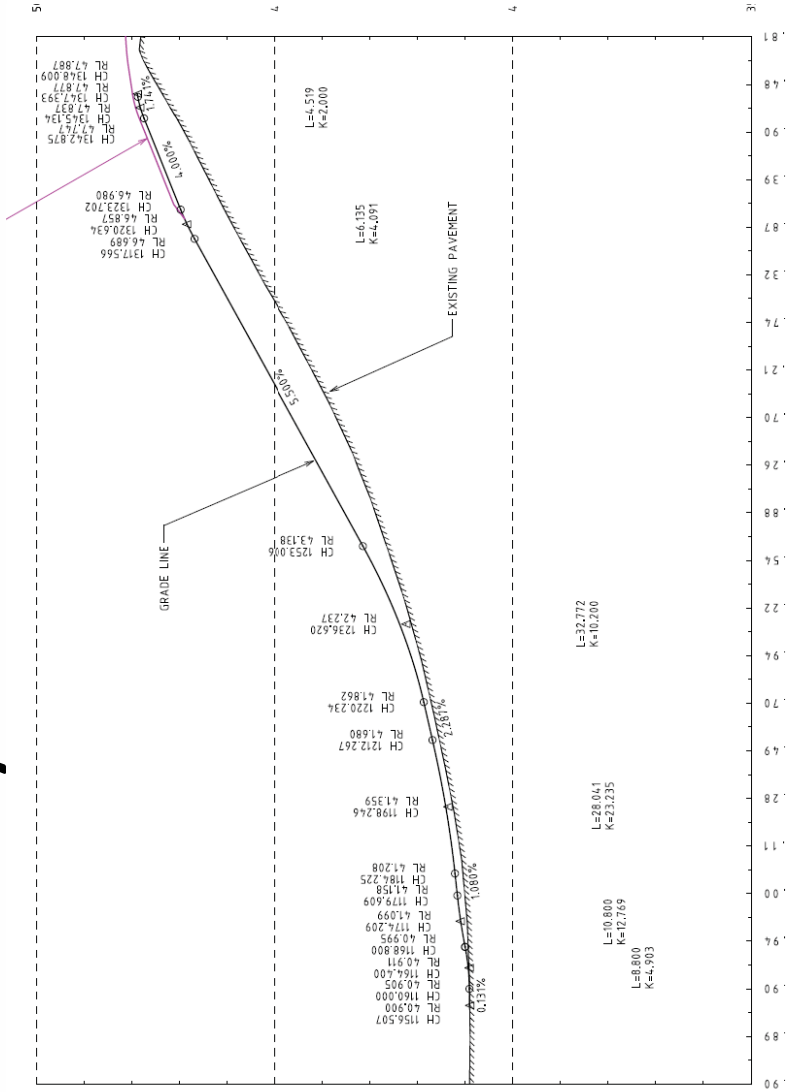 CH 1342.875
RL 47.747
CH 1345.134
RL 47.837
CH 1347.393
RL 47.877
CH 1348.009
RL 47.887
1.741%
4.000%
CH 1317.566
RL 46.689
CH 1320.634
RL 46.857
CH 1323.702
RL 46.980
L=4.519
K=2.000
L=6.135
K=4.091
EXISTING PAVEMENT
5.500%
GRADE LINE
CH 1253.006
RL 43.138
CH 1236.620
RL 42.237
L=32.772
K=10.200
CH 1220.234
RL 41.862
CH 1212.267
RL 41.680
2.281%
CH 1198.246
RL 41.359
L=28.041
K=23.235
CH 1156.507
RL 40.900
CH 1160.000
RL 40.905
CH 1164.400
RL 40.911
CH 1168.800
RL 40.995
CH 1174.209
RL 41.099
CH 1179.609
RL 41.158
CH 1184.225
RL 41.208
1.080%
0.131%
L=10.800
K=12.769
L=8.800
K=4.903